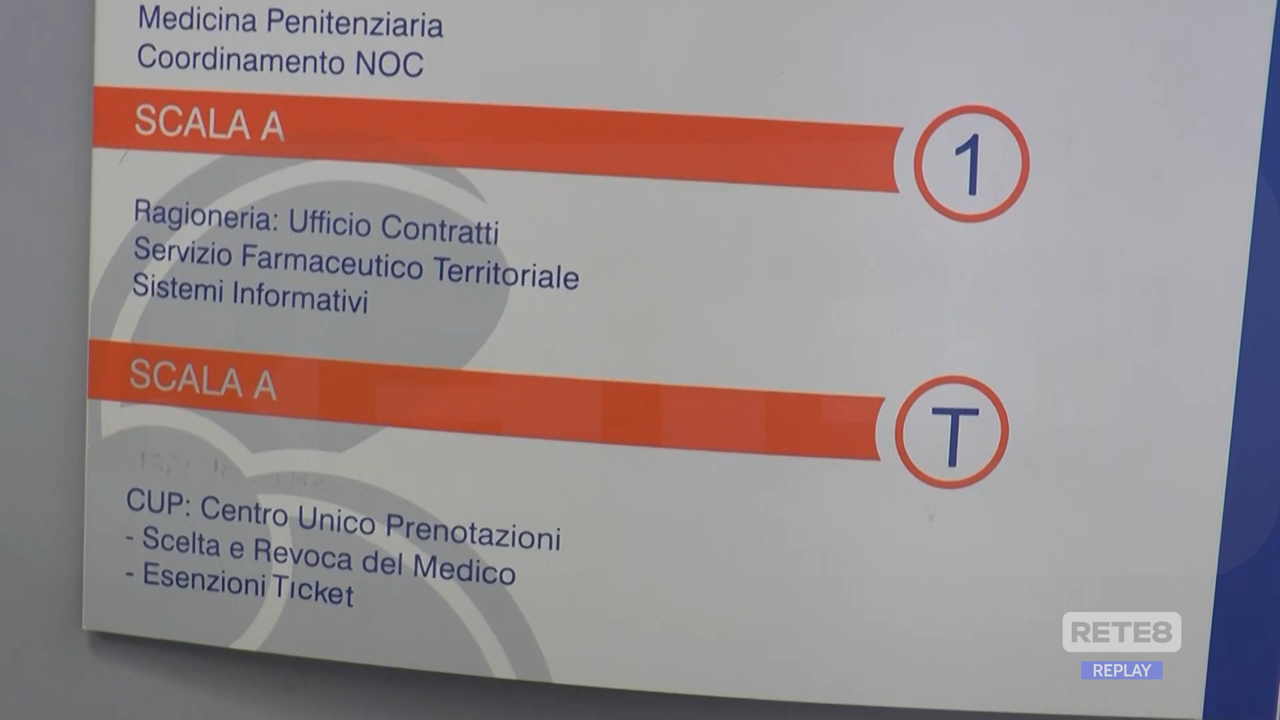 Medicina Penitenziaria
Coordinamento NOC
SCALA A
1
Ragioneria: Ufficio Contratti
Servizio Farmaceutico Territoriale
Sistemi Informativi
SCALA A
T
CUP: Centro Unico Prenotazioni
- Scelta e Revoca del Medico
- Esenzioni Ticket
RETE8
REPLAY